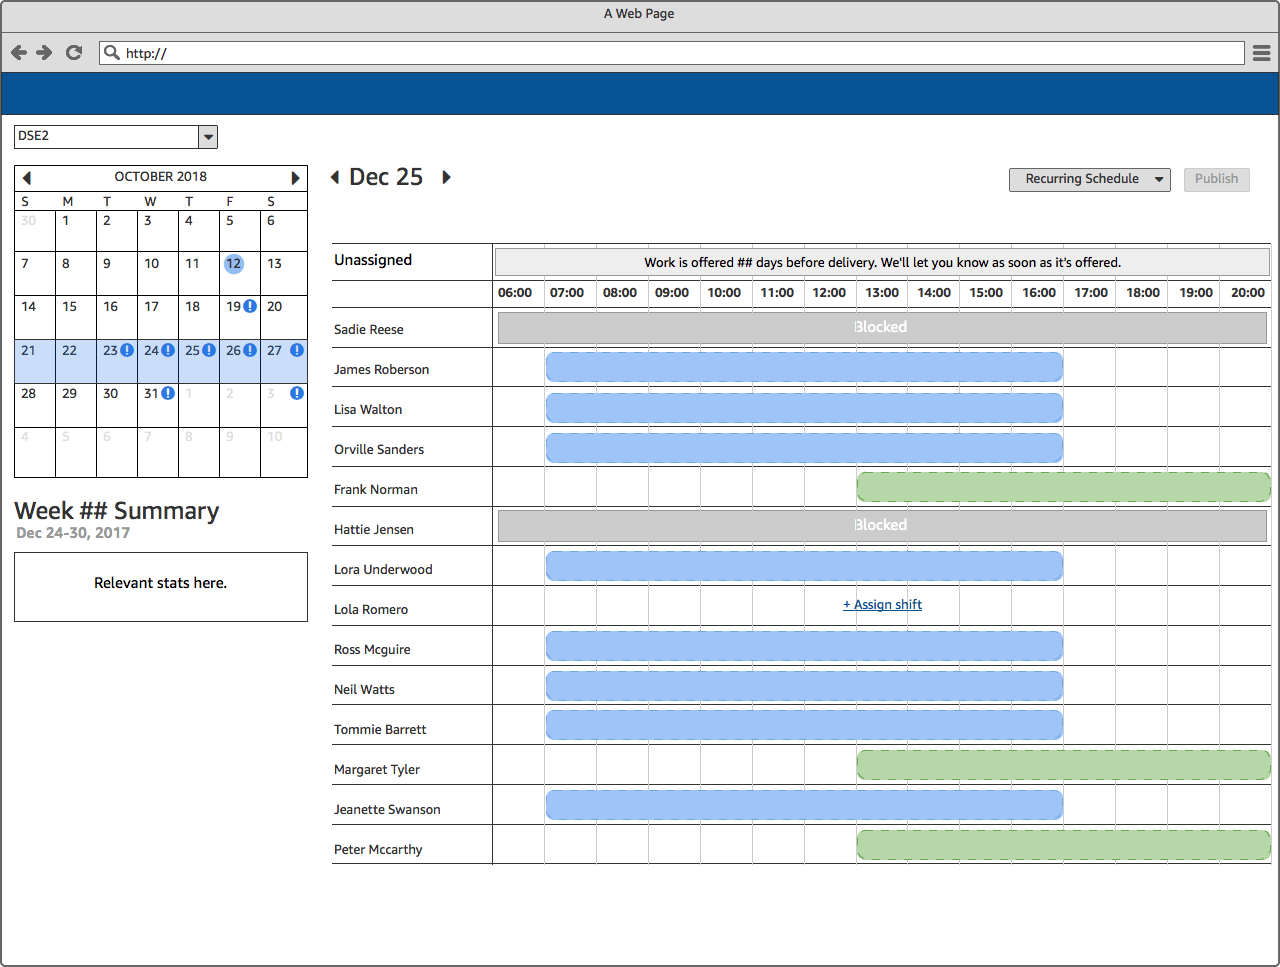 A Web Page
http://
DSE2
OCTOBER 2018
S M T W T F S
30 1 2 3 4 5 6
7 8 9 10 11 12 13
14 15 16 17 18 19 ! 20
21 22 23 ! 24 ! 25 ! 26 ! 27 !
28 29 30 31 ! 1 2 3 !
4 5 6 7 8 9 10
Week ## Summary
Dec 24-30, 2017
Relevant stats here.
Dec 25
Recurring Schedule
Publish
Unassigned
Work is offered ## days before delivery. We'll let you know as soon as it's offered.
06:00 07:00 08:00 09:00 10:00 11:00 12:00 13:00 14:00 15:00 16:00 17:00 18:00 19:00 20:00
Sadie Reese Blocked
James Roberson
Lisa Walton
Orville Sanders
Frank Norman
Hattie Jensen Blocked
Lora Underwood
Lola Romero + Assign shift
Ross Mcguire
Neil Watts
Tommie Barrett
Margaret Tyler
Jeanette Swanson
Peter Mccarthy